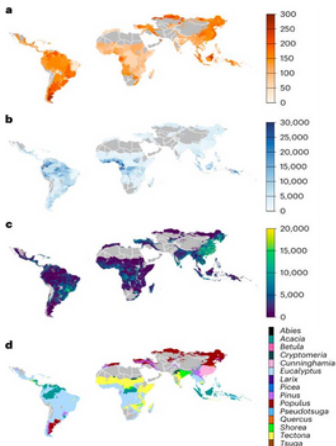 a
300
250
200
150
100
50
0
b
30,000
25,000
20,000
15,000
10,000
5,000
0
c
20,000
15,000
10,000
5,000
0
d
Abies
Acacia
Betula
Cryptomeria
Cunninghamia
Eucalyptus
Larix
Picea
Pinus
Populus
Pseudotsuga
Quercus
Shorea
Tectona
Tsuga